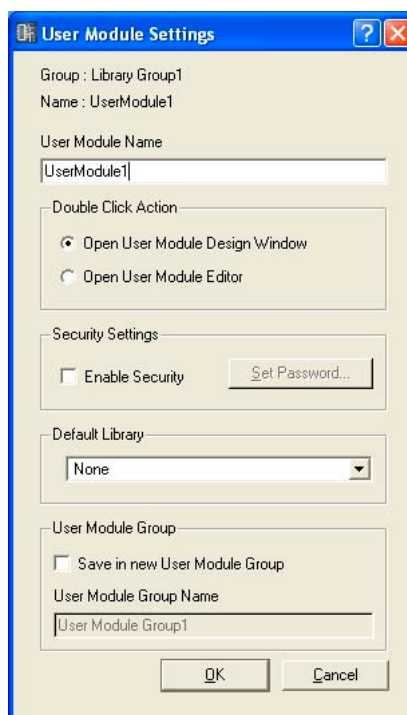 User Module Settings
Group : Library Group1
Name : UserModule1
User Module Name
UserModule1
Double Click Action
Open User Module Design Window
Open User Module Editor
Security Settings
Enable Security
Set Password...
Default Library
None
User Module Group
Save in new User Module Group
User Module Group Name
User Module Group1
OK
Cancel